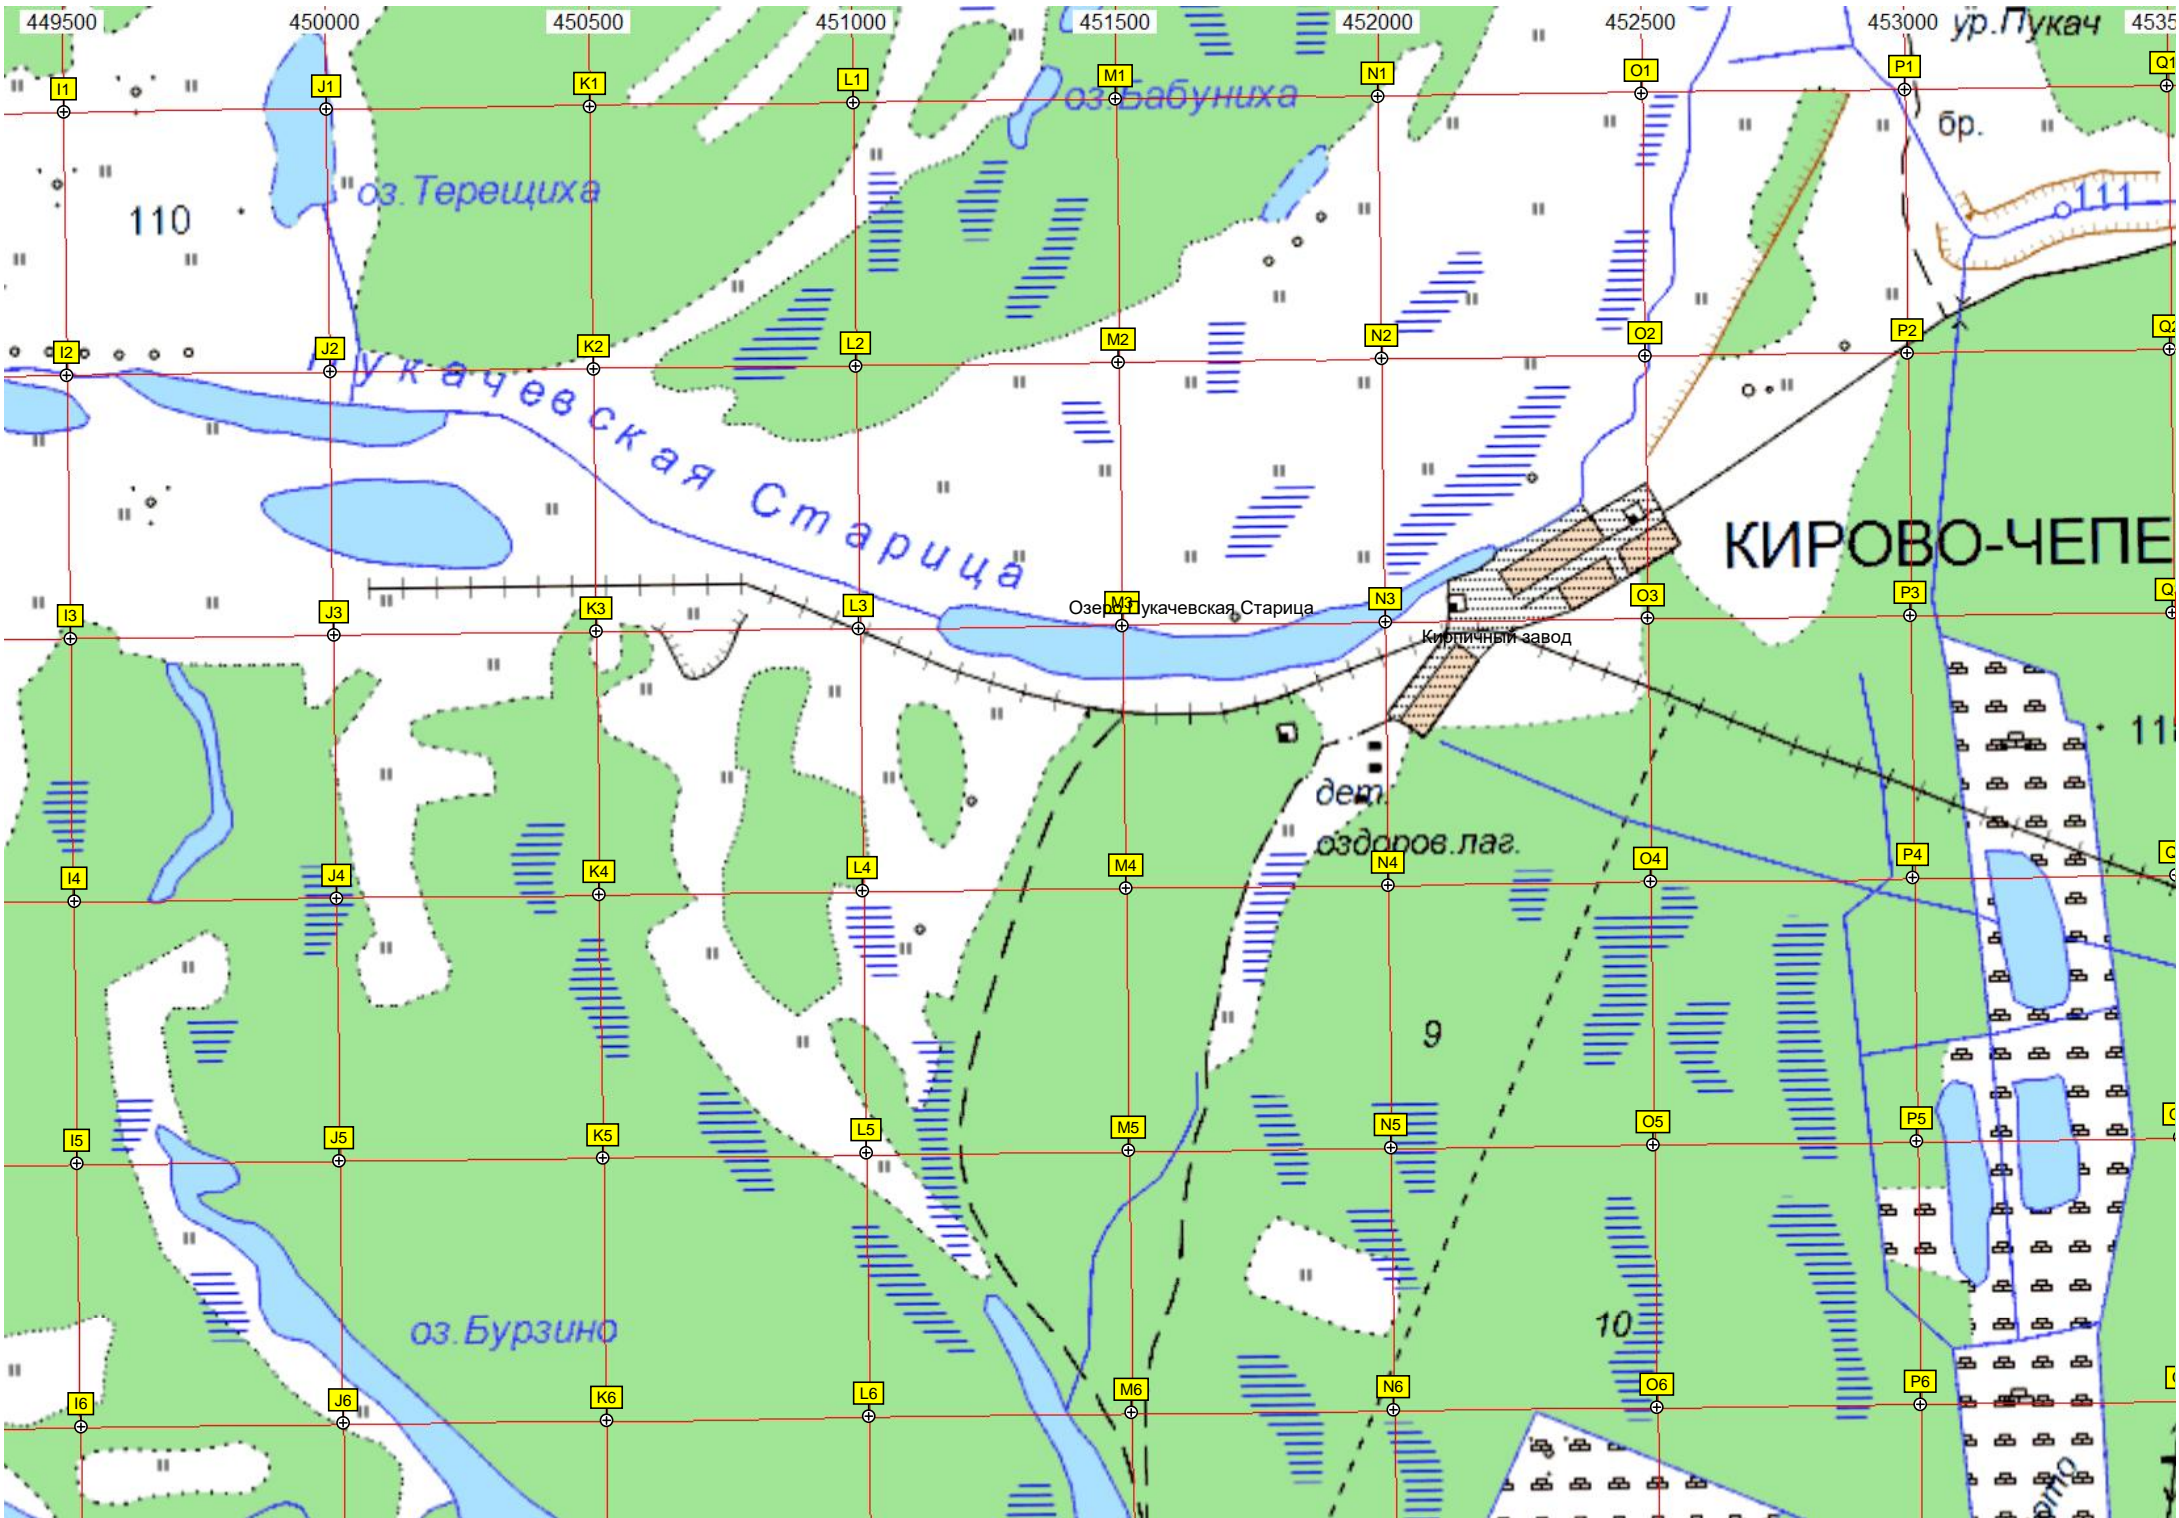 449500 450000 450500 451000 451500 452000 452500 453000 4535
ур.Пукач
I1 J1 K1 L1 M1 N1 O1 P1 Q1
оз.Бабуниха
бр.
оз.Терещиха
110
111
I2 J2 K2 L2 M2 N2 O2 P2 Q2
Пукачевская Старица
КИРОВО-ЧЕПЕ
I3 J3 K3 L3 M3 N3 O3 P3 Q
Озеро Пукачевская Старица
Кирпичный завод
11
дет.
оздоров.лаг.
I4 J4 K4 L4 M4 N4 O4 P4 Q
9
I5 J5 K5 L5 M5 N5 O5 P5
оз.Бурзино
10
I6 J6 K6 L6 M6 N6 O6 P6